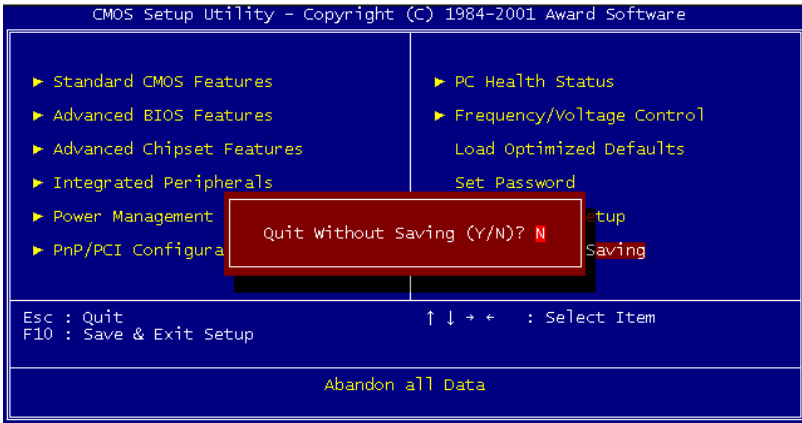 CMOS Setup Utility - Copyright (C) 1984-2001 Award Software
► Standard CMOS Features
► Advanced BIOS Features
► Advanced Chipset Features
► Integrated Peripherals
► Power Management
► PnP/PCI Configura
► PC Health Status
► Frequency/Voltage Control
Load Optimized Defaults
Set Password
etup
Saving
Quit Without Saving (Y/N)? N
Esc : Quit
F10 : Save & Exit Setup
↑ ↓ → ← : Select Item
Abandon all Data